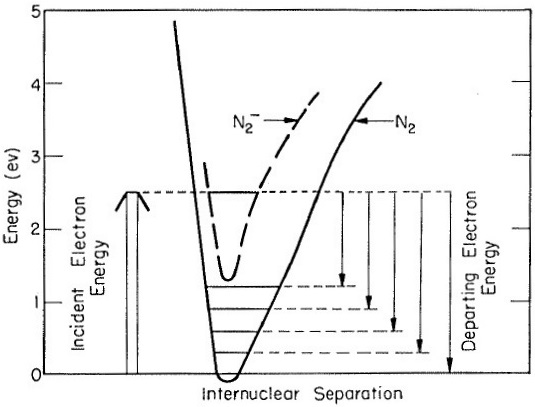 5
4
3
2
1
0
Energy (ev)
Incident Electron
Energy
N₂⁻
N₂
Departing Electron
Energy
Internuclear Separation